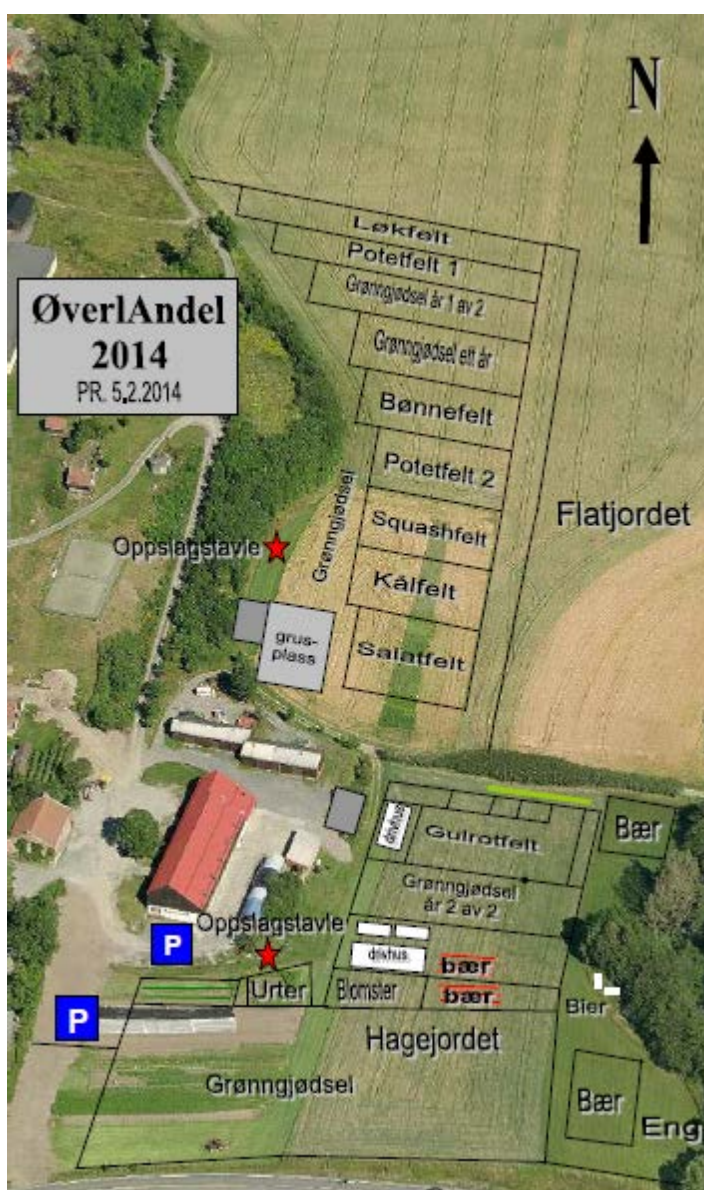 N
Løkfelt
Potetfelt 1
Grønngjødsel år 1 av 2
ØverlAndel
2014
PR. 5.2.2014
Grønngjødsel ett år
Bønnefelt
Potetfelt 2
Grønngjødsel
Flatjordet
Squashfelt
Oppslagstavle
Kålfelt
grus-
plass
Salatfelt
drivhus
Gulrotfelt
Bær
Grønngjødsel
år 2 av 2
Oppslagstavle
P
drivhus
bær
Urter
Blomster
bær
Bier
P
Hagejordet
Grønngjødsel
Bær
Eng